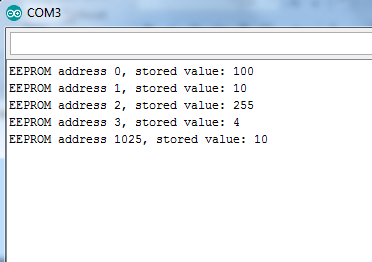 COM3
EEPROM address 0, stored value: 100
EEPROM address 1, stored value: 10
EEPROM address 2, stored value: 255
EEPROM address 3, stored value: 4
EEPROM address 1025, stored value: 10